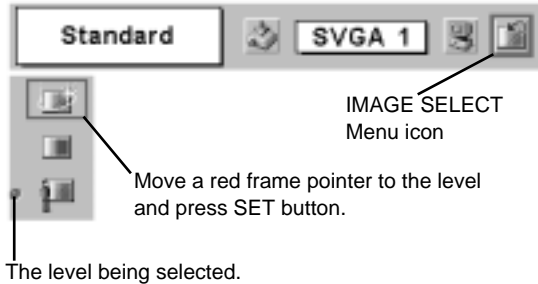 Standard
SVGA 1
IMAGE SELECT
Menu icon
Move a red frame pointer to the level
and press SET button.
The level being selected.